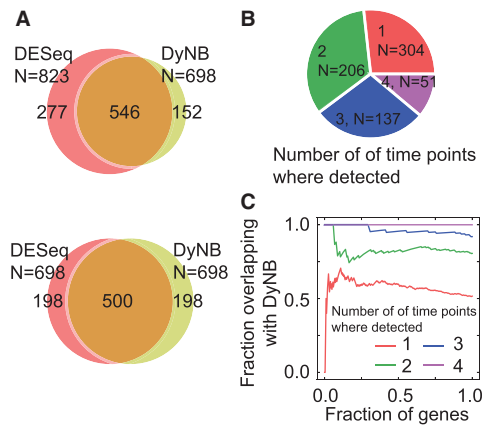 A
DESeq
N=823
DyNB
N=698
277
546
152
DESeq
N=698
DyNB
N=698
198
500
198
B
1
N=304
2
N=206
4, N=51
3, N=137
Number of of time points
where detected
C
Fraction overlapping
with DyNB
1.0
0.5
0.0
Number of of time points
where detected
1
3
2
4
0.0
0.5
1.0
Fraction of genes